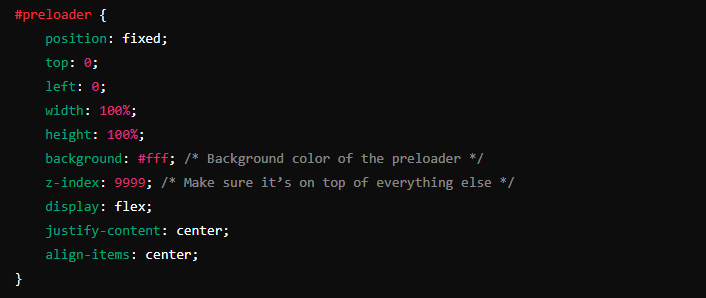 #preloader {
position: fixed;
top: 0;
left: 0;
width: 100%;
height: 100%;
background: #fff; /* Background color of the preloader */
z-index: 9999; /* Make sure it’s on top of everything else */
display: flex;
justify-content: center;
align-items: center;
}